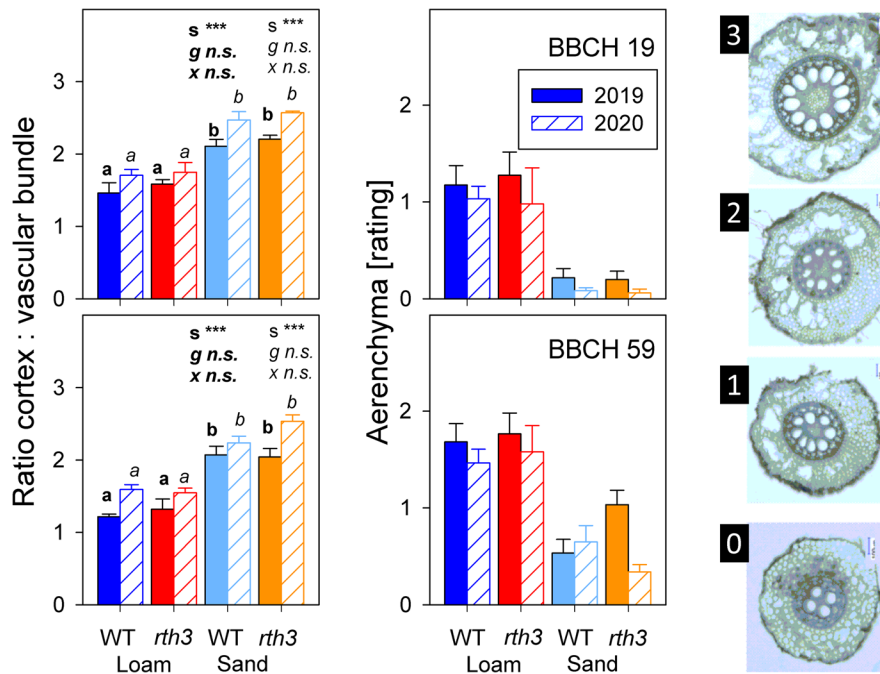 Ratio cortex : vascular bundle
3
2
1
0
s ***
g n.s.
x n.s.
s ***
g n.s.
x n.s.
a
a
a
a
b
b
b
b
3
2
1
0
s ***
g n.s.
x n.s.
s ***
g n.s.
x n.s.
a
a
a
a
b
b
b
b
WT rth3 WT rth3
Loam Sand
Aerenchyma [rating]
BBCH 19
2019
2020
2
1
0
BBCH 59
2
1
0
WT rth3 WT rth3
Loam Sand
3
2
1
0